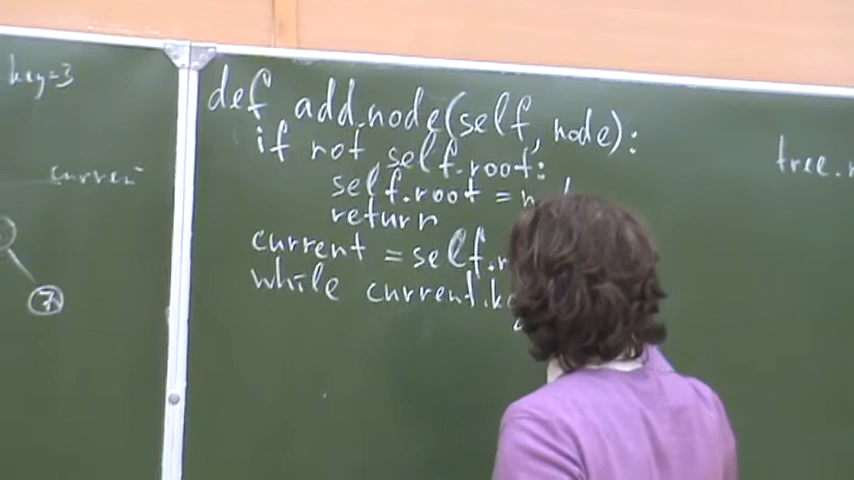 key=3
curren
7
def add_node(self, node):
if not self.root:
self.root =
return
current = self.r
while current.k
tree.r